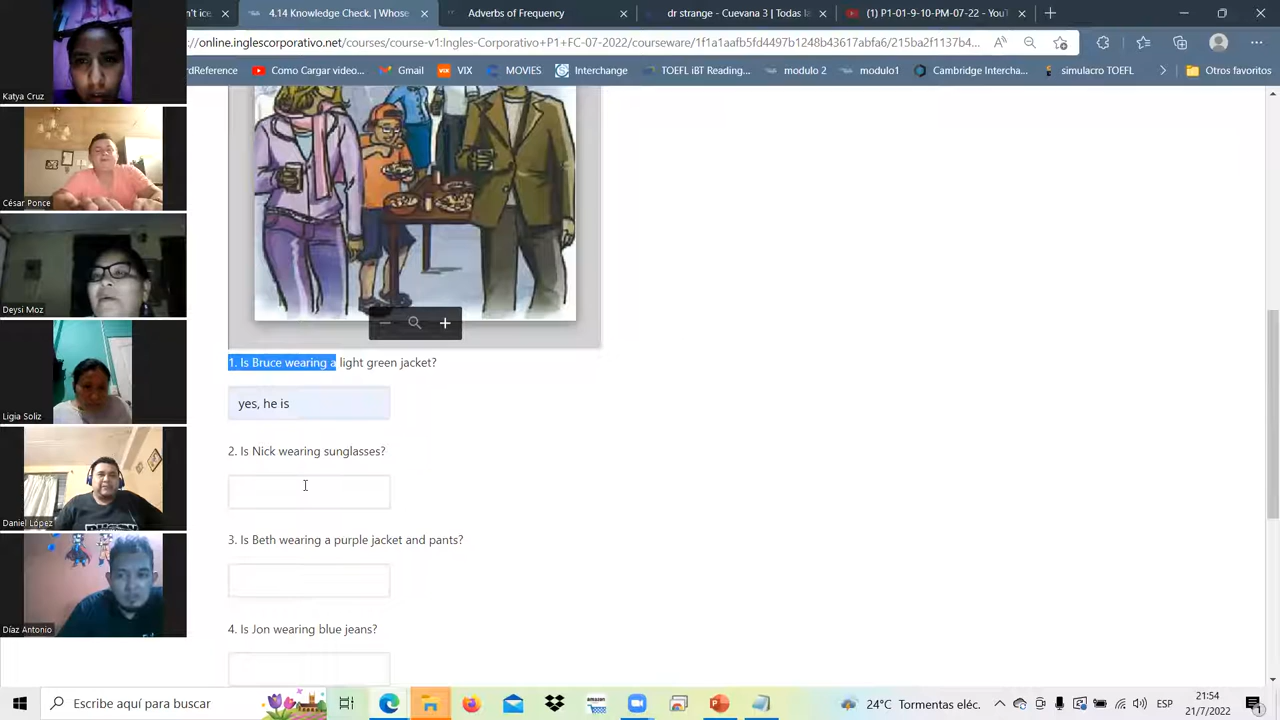 n't ice.
4.14 Knowledge Check. | Whose
Adverbs of Frequency
dr strange - Cuevana 3 | Todas l
(1) P1-01-9-10-PM-07-22 - YouT
://online.inglescorporativo.net/courses/course-v1:Ingles-Corporativo+P1+FC-07-2022/courseware/1f1a1aafb5fd4497b1248b43617abfa6/215ba2f1137b4...
rdReference
Como Cargar video...
Gmail
VIX
MOVIES
Interchange
TOEFL iBT Reading...
modulo 2
modulo1
Cambridge Intercha...
simulacro TOEFL
Otros favoritos
Katya Cruz
César Ponce
Deysi Moz
Ligia Soliz
Daniel López
Díaz Antonio
1. Is Bruce wearing a light green jacket?
yes, he is
2. Is Nick wearing sunglasses?
3. Is Beth wearing a purple jacket and pants?
4. Is Jon wearing blue jeans?
Escribe aquí para buscar
24°C Tormentas eléc.
ESP
21:54
21/7/2022
1